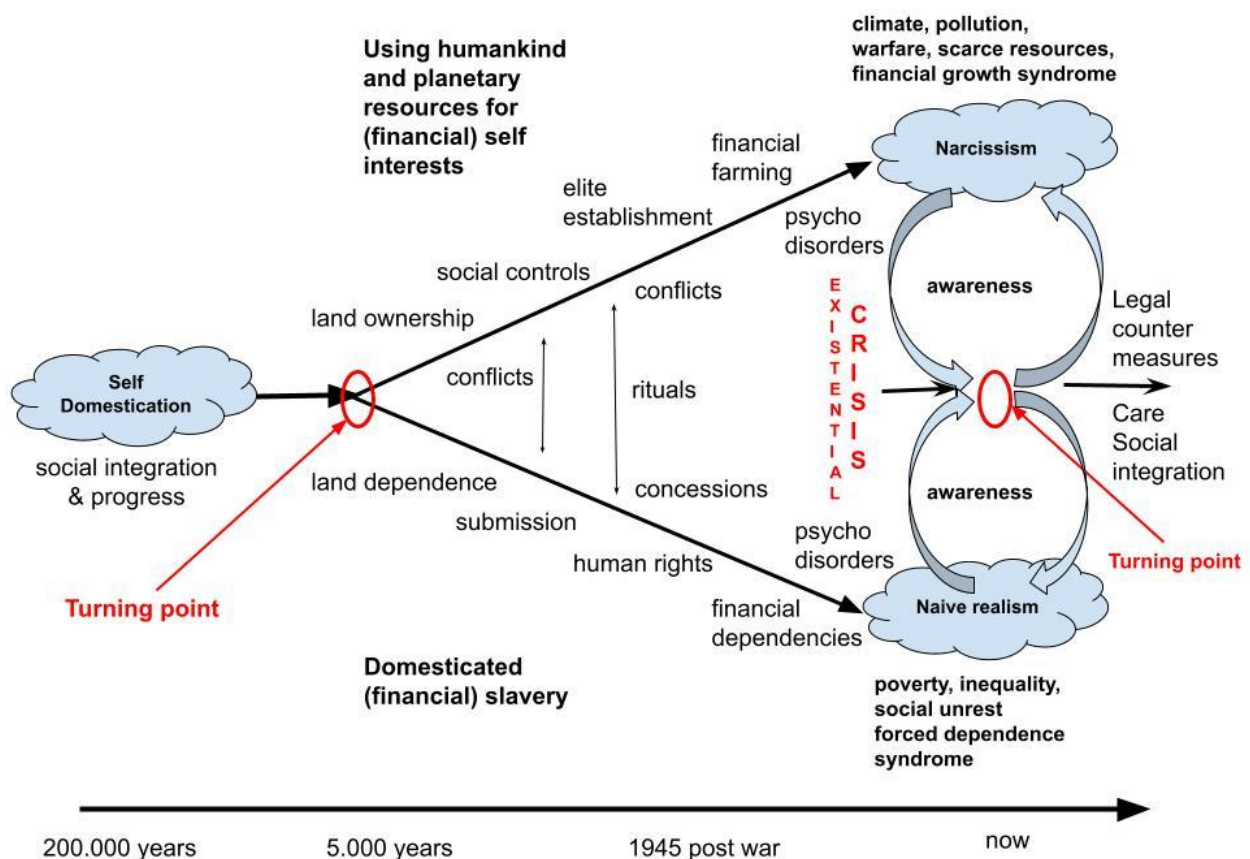 climate, pollution,
warfare, scarce resources,
financial growth syndrome
Using humankind
and planetary
resources for
(financial) self
interests
Narcissism
financial
farming
elite
establishment
psycho
disorders
social controls
conflicts
land ownership
awareness
EXISTENTIAL
CRISIS
Legal
counter
measures
Self
Domestication
conflicts
rituals
social integration
& progress
Care
Social
integration
land dependence
concessions
awareness
submission
psycho
disorders
human rights
Turning point
Turning point
financial
dependencies
Naive realism
Domesticated
(financial) slavery
poverty, inequality,
social unrest
forced dependence
syndrome
200.000 years
5.000 years
1945 post war
now